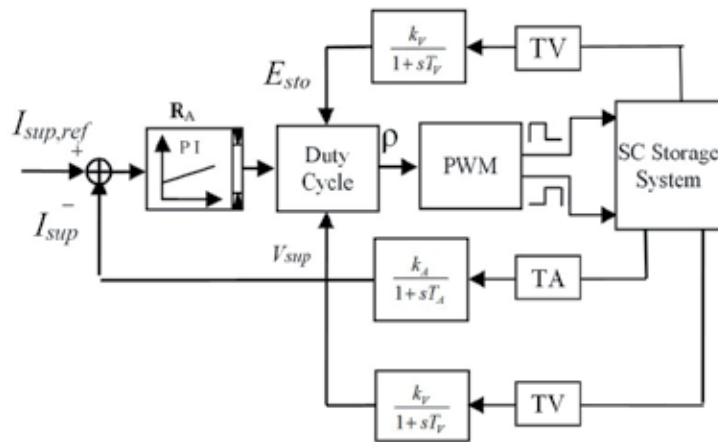 k_V
1+sT_V
TV
E_sto
I_sup,ref
+
R_A
P I
Duty
Cycle
ρ
PWM
SC Storage
System
I_sup
−
V_sup
k_A
1+sT_A
TA
k_V
1+sT_V
TV